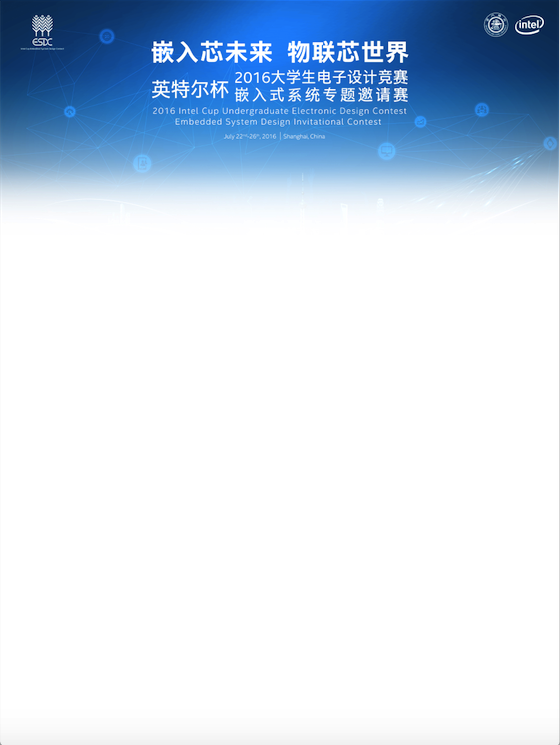 ESDC
intel
嵌入芯未来 物联芯世界
英特尔杯
2016大学生电子设计竞赛
嵌入式系统专题邀请赛
2016 Intel Cup Undergraduate Electronic Design Contest
Embedded System Design Invitational Contest
July 22ⁿᵈ-26ᵗʰ, 2016 | Shanghai, China